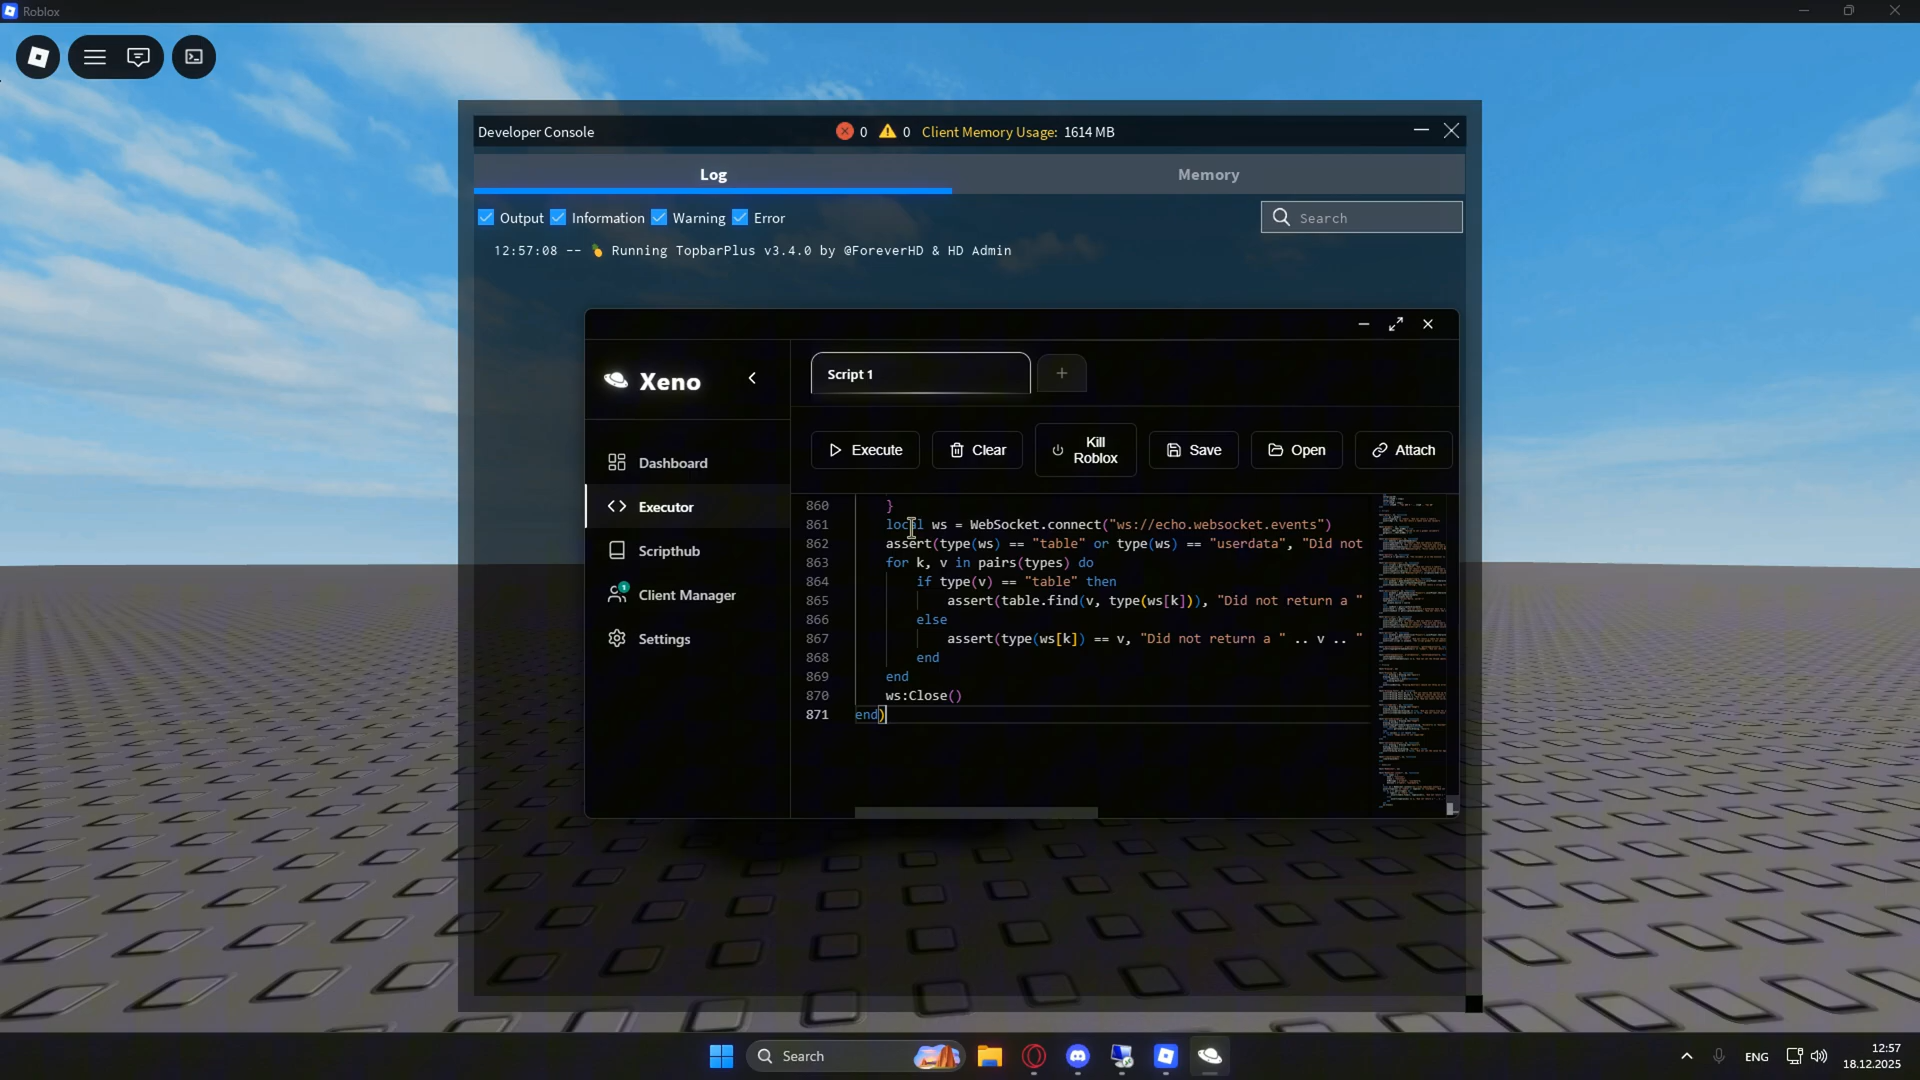 Roblox
Developer Console
0
0
Client Memory Usage: 1614 MB
Log
Memory
Output
Information
Warning
Error
Search
12:57:08 -- 🍍 Running TopbarPlus v3.4.0 by @ForeverHD & HD Admin
Xeno
Dashboard
Executor
Scripthub
1
Client Manager
Settings
Script 1
+
Execute
Clear
Kill
Roblox
Save
Open
Attach
860 }
861 local ws = WebSocket.connect("ws://echo.websocket.events")
862 assert(type(ws) == "table" or type(ws) == "userdata", "Did not
863 for k, v in pairs(types) do
864 if type(v) == "table" then
865 assert(table.find(v, type(ws[k])), "Did not return a "
866 else
867 assert(type(ws[k]) == v, "Did not return a " .. v .. "
868 end
869 end
870 ws:Close()
871 end)
Search
ENG
12:57
18.12.2025